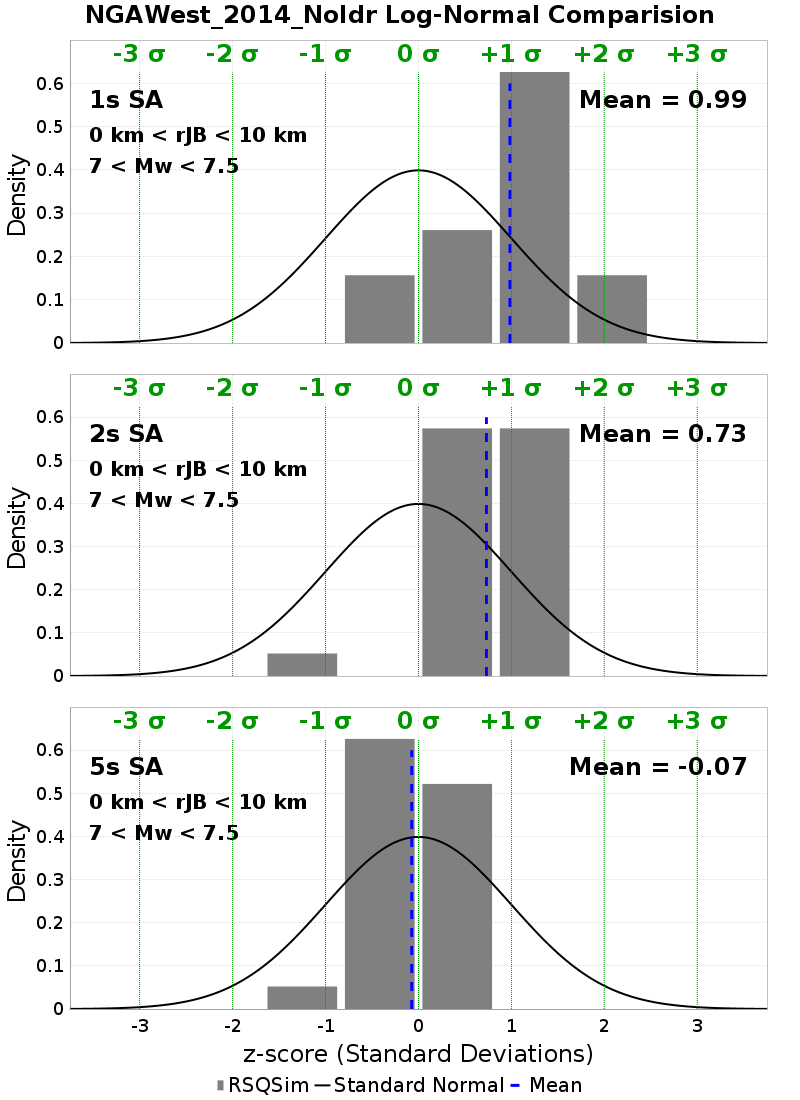 NGAWest_2014_NoIdr Log-Normal Comparision
-3 σ -2 σ -1 σ 0 σ +1 σ +2 σ +3 σ
1s SA
Mean = 0.99
0 km < rJB < 10 km
7 < Mw < 7.5
Density
0.6
0.5
0.4
0.3
0.2
0.1
0
-3 σ -2 σ -1 σ 0 σ +1 σ +2 σ +3 σ
2s SA
Mean = 0.73
0 km < rJB < 10 km
7 < Mw < 7.5
Density
0.6
0.5
0.4
0.3
0.2
0.1
0
-3 σ -2 σ -1 σ 0 σ +1 σ +2 σ +3 σ
5s SA
Mean = -0.07
0 km < rJB < 10 km
7 < Mw < 7.5
Density
0.6
0.5
0.4
0.3
0.2
0.1
0
-3 -2 -1 0 1 2 3
z-score (Standard Deviations)
RSQSim Standard Normal Mean